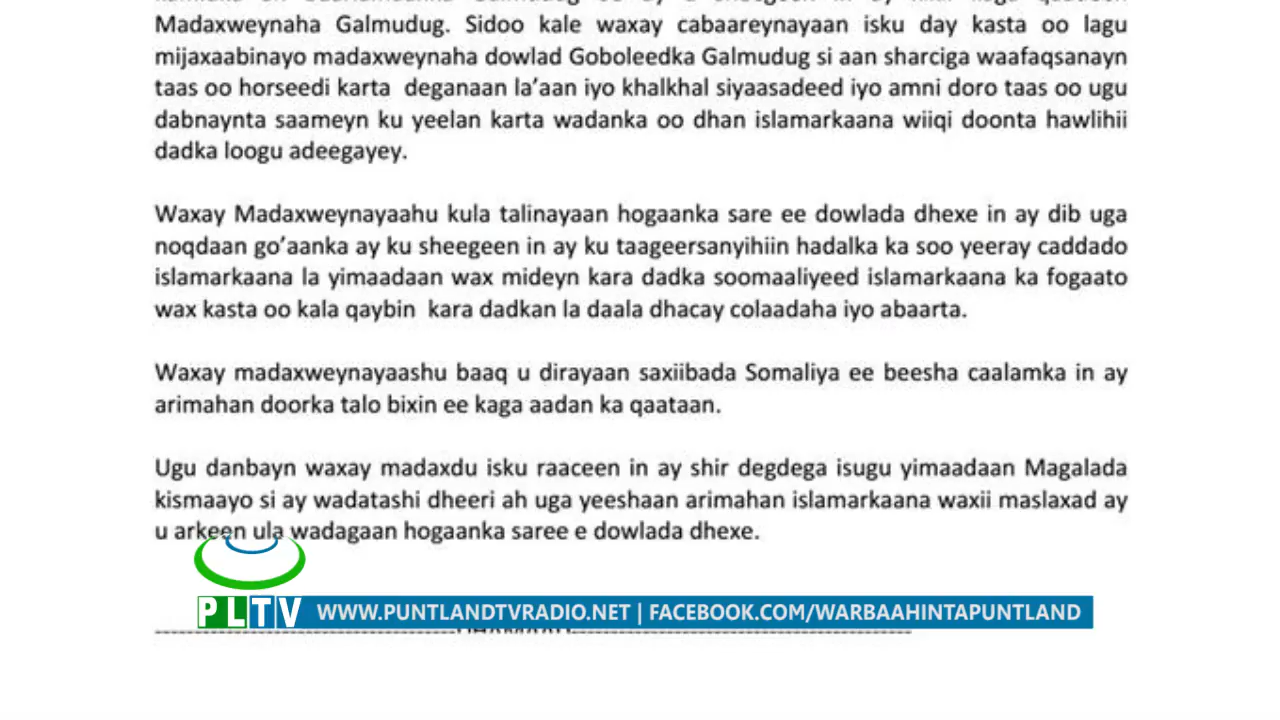 Madaxweynaha Galmudug. Sidoo kale waxay cabaareynayaan isku day kasta oo lagu
mijaxaabinayo madaxweynaha dowlad Goboleedka Galmudug si aan sharciga waafaqsanayn
taas oo horseedi karta deganaan la’aan iyo khalkhal siyaasadeed iyo amni doro taas oo ugu
dabnaynta saameyn ku yeelan karta wadanka oo dhan islamarkaana wiiqi doonta hawlihii
dadka loogu adeegayey.
Waxay Madaxweynayaahu kula talinayaan hogaanka sare ee dowlada dhexe in ay dib uga
noqdaan go’aanka ay ku sheegeen in ay ku taageersanyihiin hadalka ka soo yeeray caddado
islamarkaana la yimaadaan wax mideyn kara dadka soomaaliyeed islamarkaana ka fogaato
wax kasta oo kala qaybin kara dadkan la daala dhacay colaadaha iyo abaarta.
Waxay madaxweynayaashu baaq u dirayaan saxiibada Somaliya ee beesha caalamka in ay
arimahan doorka talo bixin ee kaga aadan ka qaataan.
Ugu danbayn waxay madaxdu isku raaceen in ay shir degdega isugu yimaadaan Magalada
kismaayo si ay wadatashi dheeri ah uga yeeshaan arimahan islamarkaana waxii maslaxad ay
u arkeen ula wadagaan hogaanka saree e dowlada dhexe.
PLTV WWW.PUNTLANDTVRADIO.NET | FACEBOOK.COM/WARBAAHINTAPUNTLAND